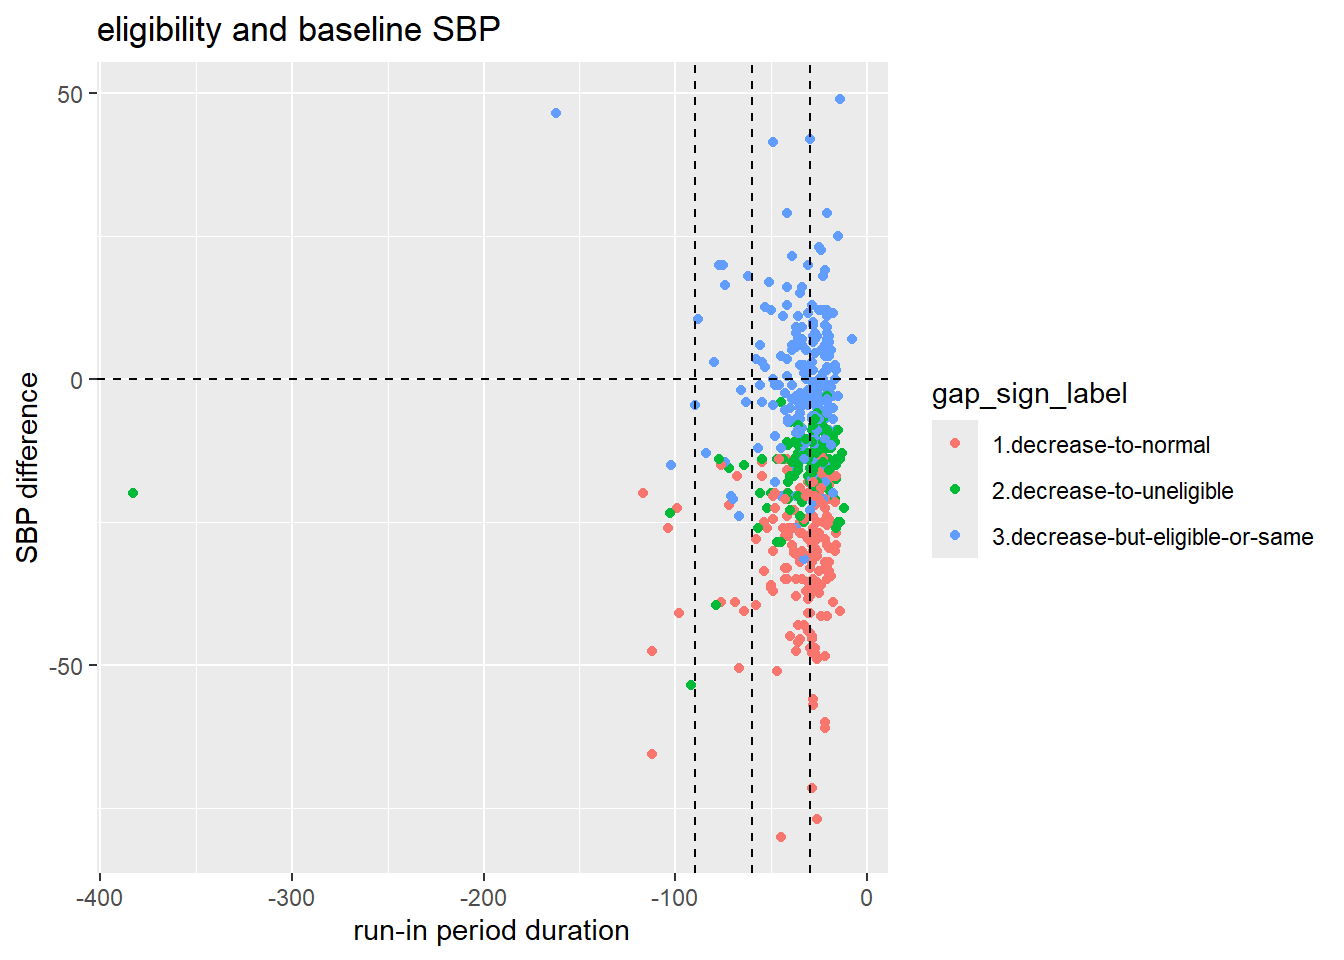 eligibility and baseline SBP
50
0
-50
SBP difference
-400
-300
-200
-100
0
run-in period duration
gap_sign_label
1.decrease-to-normal
2.decrease-to-uneligible
3.decrease-but-eligible-or-same